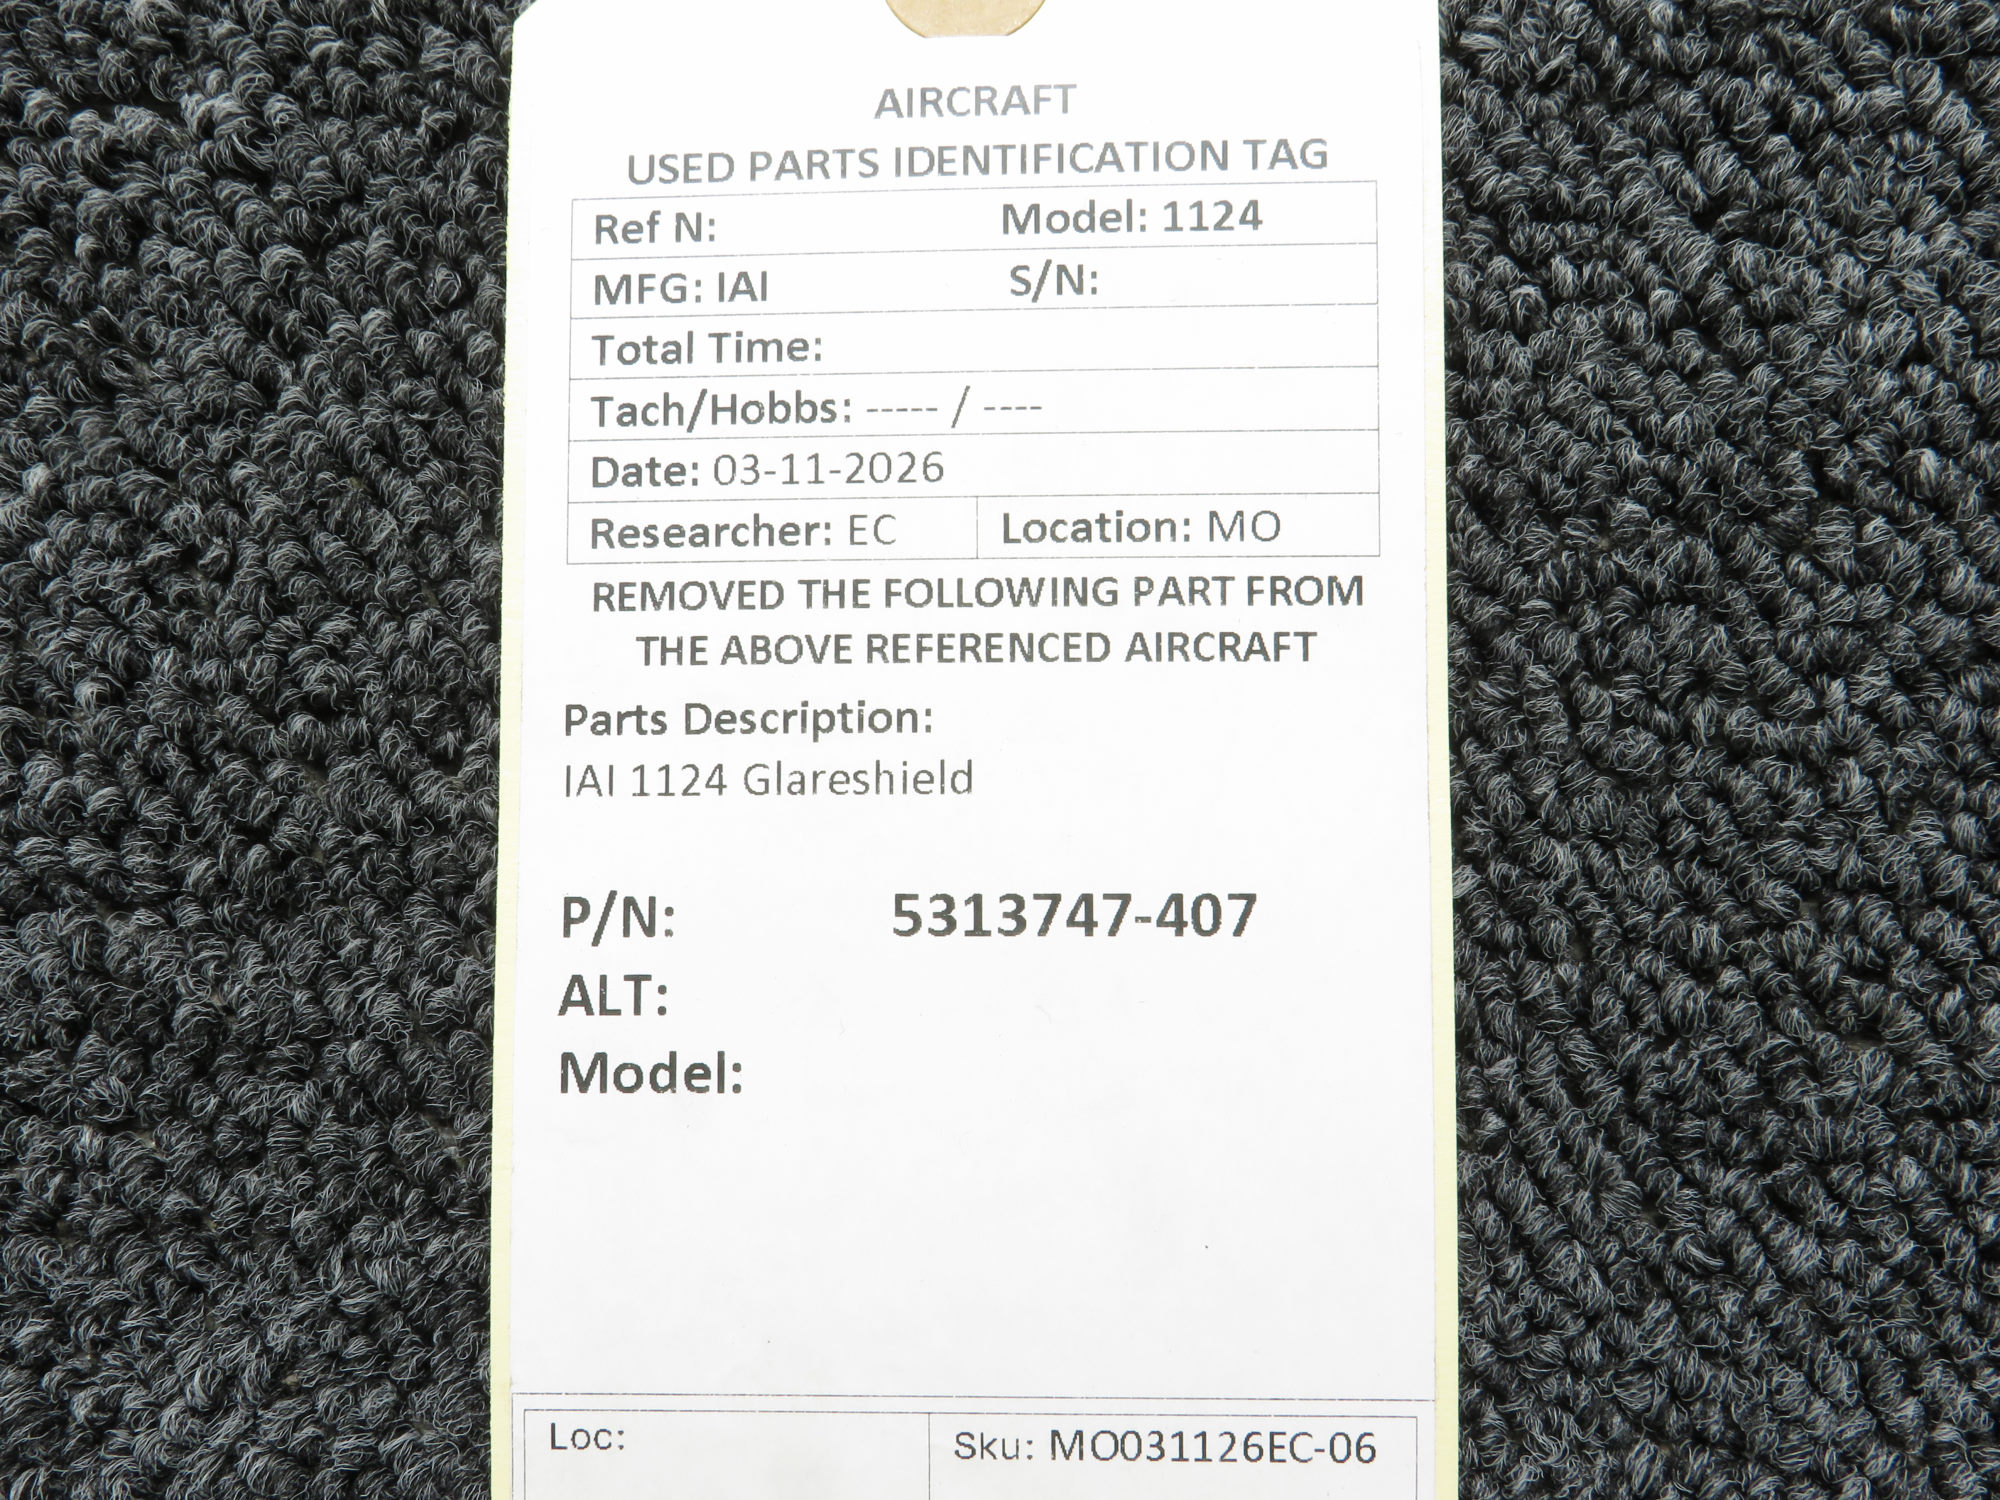 AIRCRAFT
USED PARTS IDENTIFICATION TAG
Ref N: Model: 1124
MFG: IAI S/N:
Total Time:
Tach/Hobbs: ----- / ----
Date: 03-11-2026
Researcher: EC Location: MO
REMOVED THE FOLLOWING PART FROM
THE ABOVE REFERENCED AIRCRAFT
Parts Description:
IAI 1124 Glareshield
P/N: 5313747-407
ALT:
Model:
Loc: Sku: MO031126EC-06